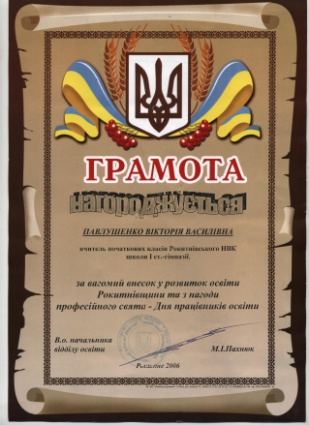 ГРАМОТА
нагороджується
ПАВЛУШЕНКО ВІКТОРІЯ ВАСИЛІВНА
вчитель початкових класів Рокитнівського НВК
школи І ст.-гімназії,
за вагомий внесок у розвиток освіти
Рокитнівщини та з нагоди
професійного свята - Дня працівників освіти
В.о. начальника
відділу освіти
М.І.Пахнюк
Рокитне 2006